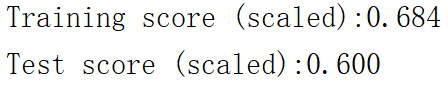 Training score (scaled):0.684
Test score (scaled):0.600